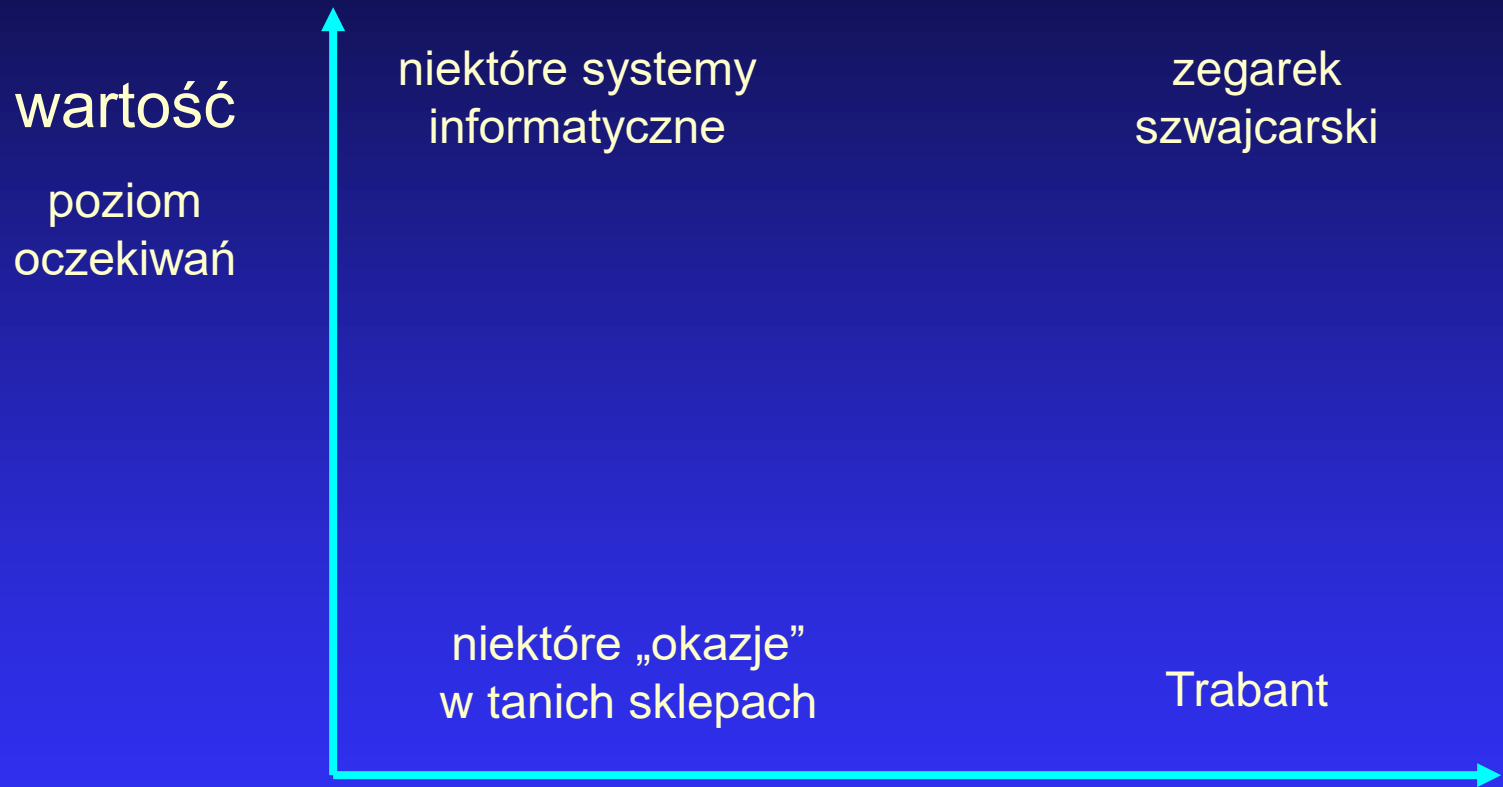 wartość
poziom
oczekiwań
niektóre systemy
informatyczne
zegarek
szwajcarski
niektóre „okazje”
w tanich sklepach
Trabant